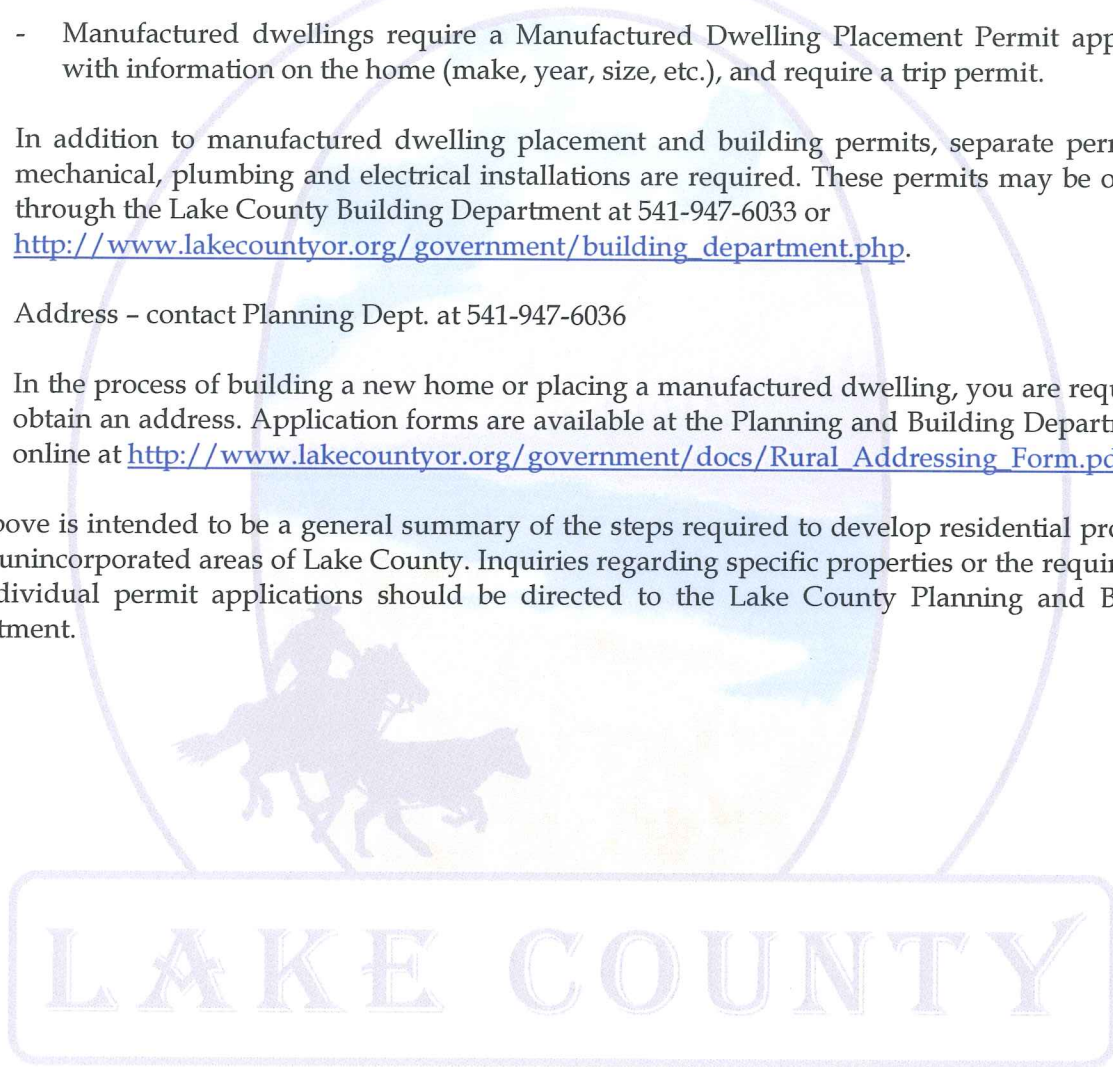 - Manufactured dwellings require a Manufactured Dwelling Placement Permit app
with information on the home (make, year, size, etc.), and require a trip permit.
In addition to manufactured dwelling placement and building permits, separate per
mechanical, plumbing and electrical installations are required. These permits may be o
through the Lake County Building Department at 541-947-6033 or
http://www.lakecountyor.org/government/building_department.php.
Address – contact Planning Dept. at 541-947-6036
In the process of building a new home or placing a manufactured dwelling, you are requ
obtain an address. Application forms are available at the Planning and Building Depart
online at http://www.lakecountyor.org/government/docs/Rural_Addressing_Form.pd
bove is intended to be a general summary of the steps required to develop residential pro
unincorporated areas of Lake County. Inquiries regarding specific properties or the requir
dividual permit applications should be directed to the Lake County Planning and B
tment.
LAKE COUNTY